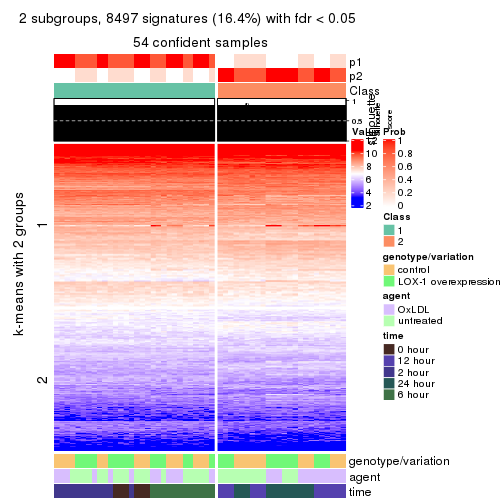 2 subgroups, 8497 signatures (16.4%) with fdr < 0.05
54 confident samples
p1
p2
Class
1
0.5
Silhouette
score
k-means with 2 groups
1
2
Value
10
8
6
4
2
Prob
1
0.8
0.6
0.4
0.2
0
Class
1
2
genotype/variation
control
LOX-1 overexpression
agent
OxLDL
untreated
time
0 hour
12 hour
2 hour
24 hour
6 hour
genotype/variation
agent
time